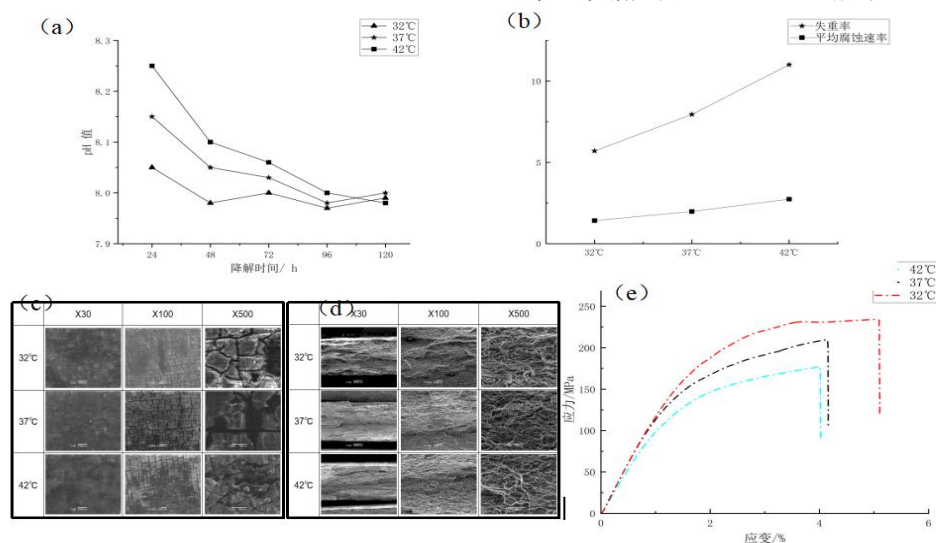 (a)
32℃
37℃
42℃
8.3
8.2
8.1
8.0
7.9
pH 值
24 48 72 96 120
降解时间/ h
(b)
失重率
平均腐蚀速率
10
5
0
32℃ 37℃ 42℃
(c)
X30 X100 X500
32℃
37℃
42℃
(d)
X30 X100 X500
32℃
37℃
42℃
(e)
42℃
37℃
32℃
250
200
150
100
50
0
应力/MPa
0 2 4 6
应变/%